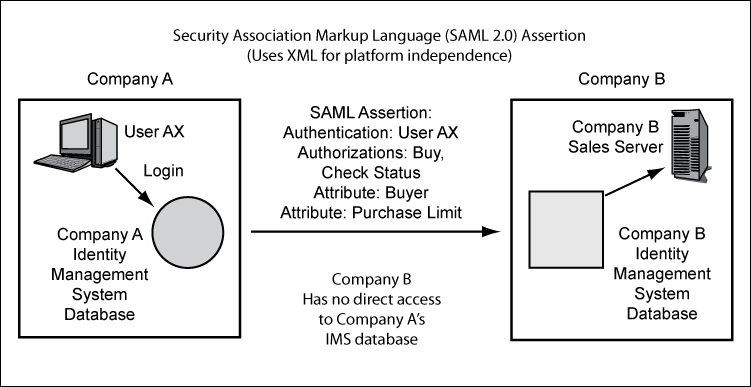 Security Association Markup Language (SAML 2.0) Assertion
(Uses XML for platform independence)
Company A
User AX
Login
Company A
Identity
Management
System
Database
SAML Assertion:
Authentication: User AX
Authorizations: Buy,
Check Status
Attribute: Buyer
Attribute: Purchase Limit
Company B
Has no direct access
to Company A's
IMS database
Company B
Company B
Sales Server
Company B
Identity
Management
System
Database